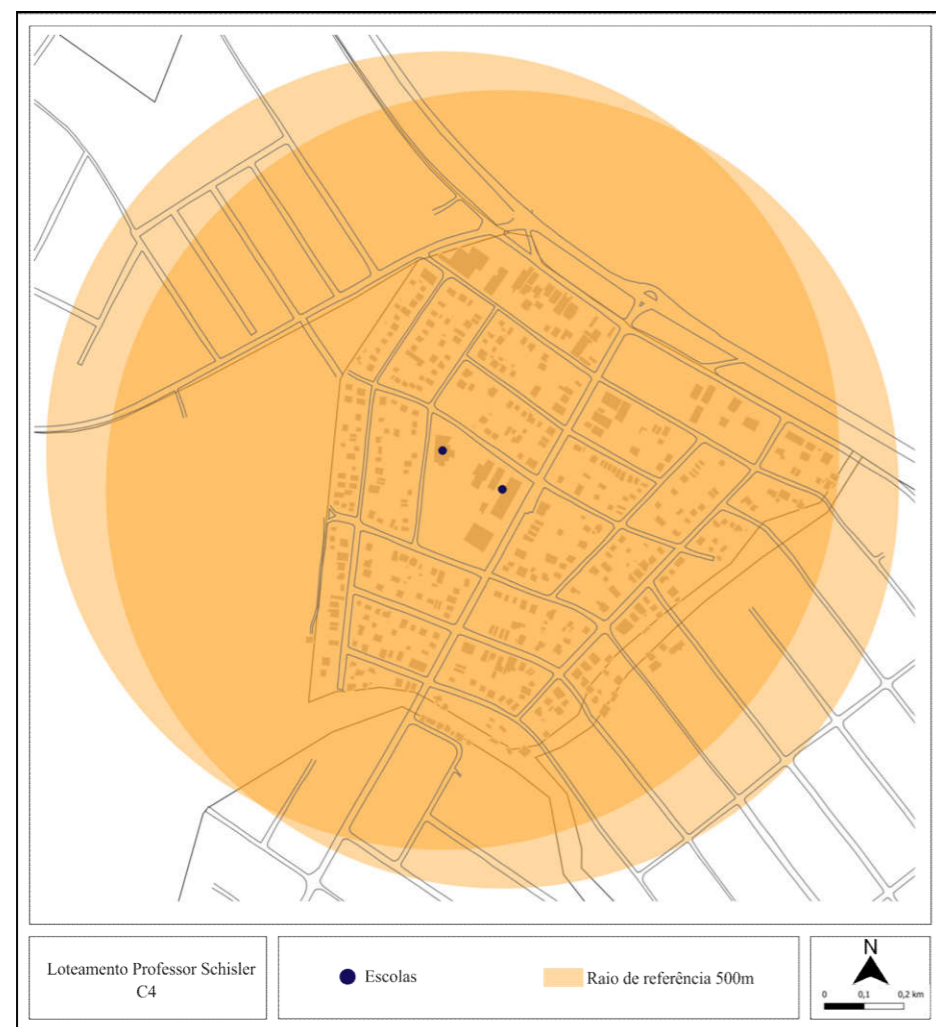 Loteamento Professor Schisler
C4
Escolas
Raio de referência 500m
N
0 0,1 0,2 km